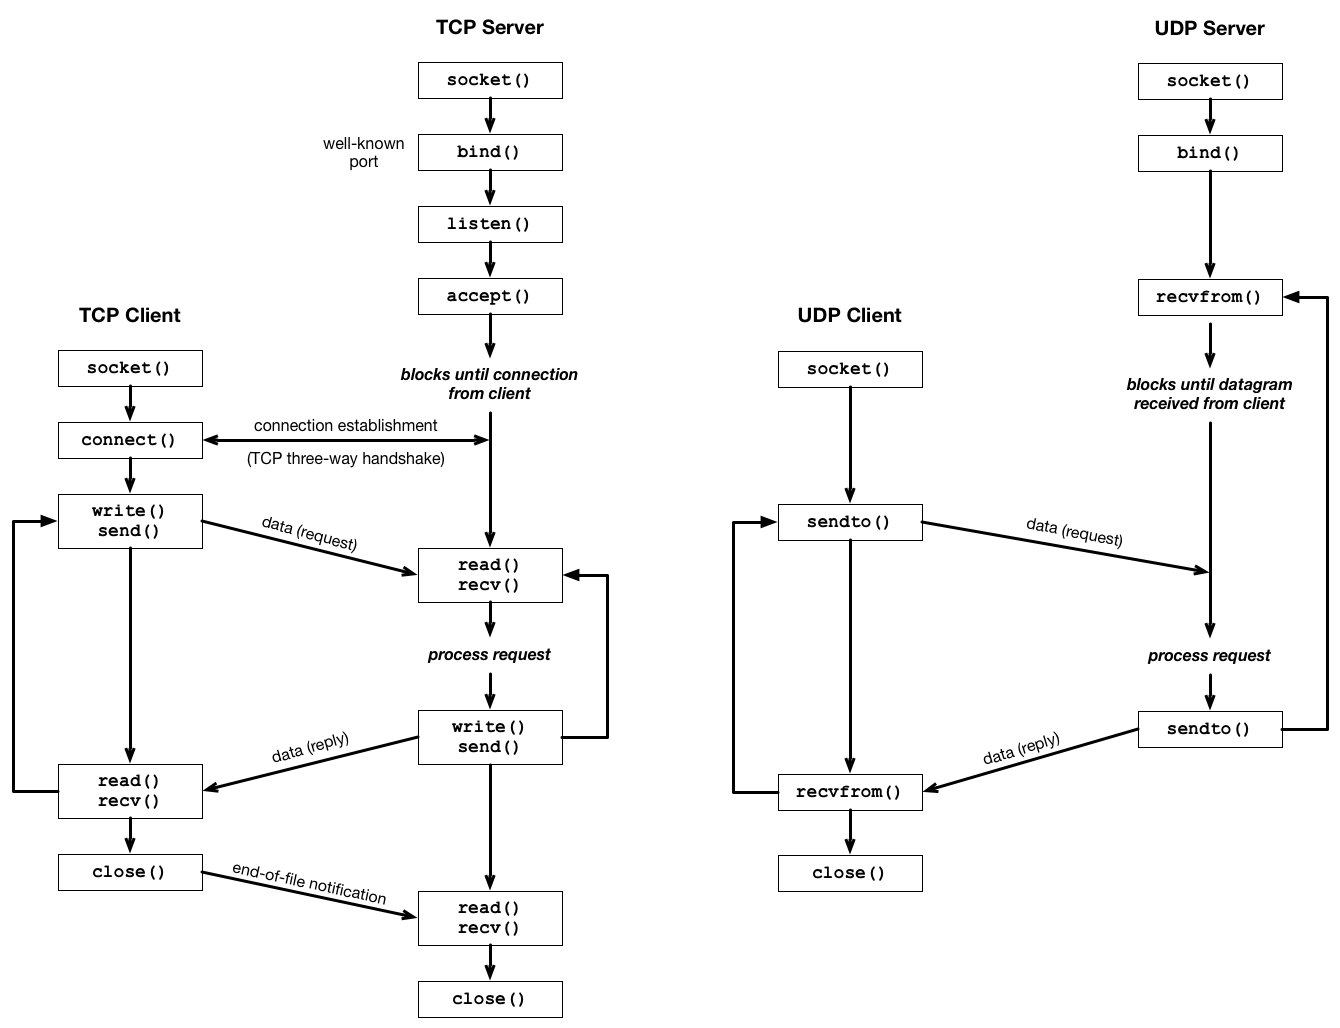 TCP Server
socket()
well-known
port
bind()
listen()
accept()
blocks until connection
from client
TCP Client
socket()
connect()
connection establishment
(TCP three-way handshake)
write()
send()
data (request)
read()
recv()
process request
write()
send()
data (reply)
read()
recv()
close()
end-of-file notification
read()
recv()
close()
UDP Server
socket()
bind()
recvfrom()
blocks until datagram
received from client
UDP Client
socket()
sendto()
data (request)
process request
sendto()
data (reply)
recvfrom()
close()